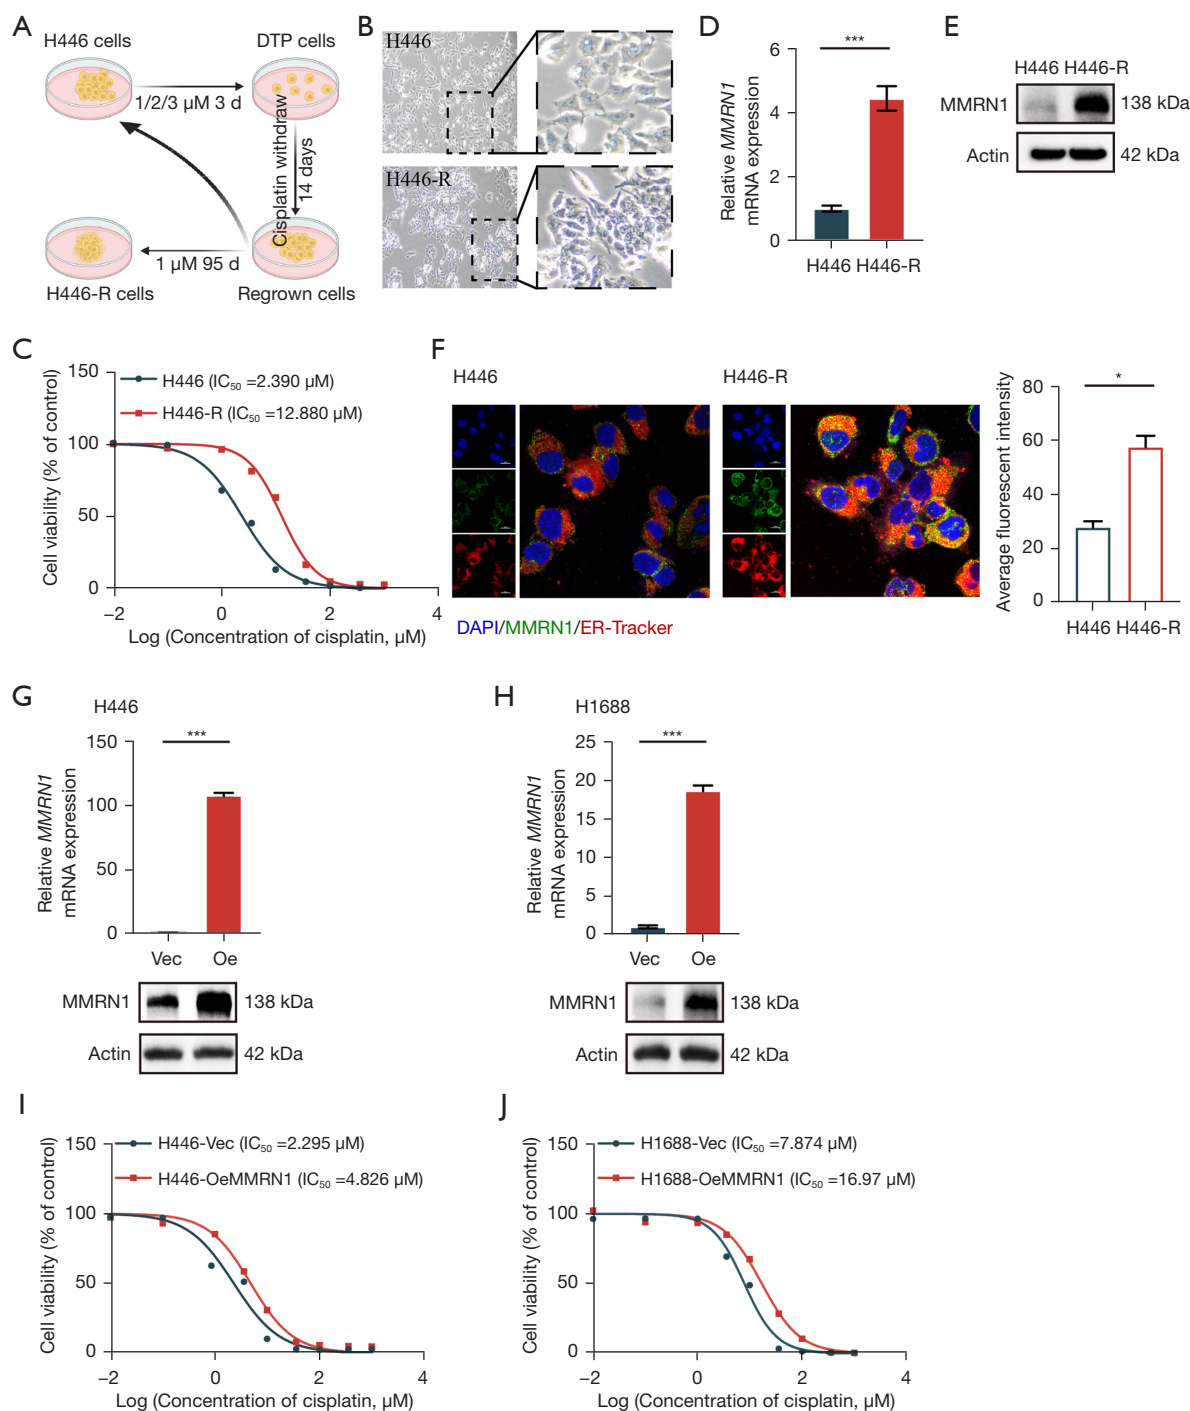 A
H446 cells
DTP cells
1/2/3 µM 3 d
Cisplatin withdraw
14 days
1 µM 95 d
H446-R cells
Regrown cells
B
H446
H446-R
D
Relative MMRN1
mRNA expression
6
4
2
0
***
H446 H446-R
E
H446 H446-R
MMRN1
138 kDa
Actin
42 kDa
C
Cell viability (% of control)
150
100
50
0
H446 (IC50 =2.390 µM)
H446-R (IC50 =12.880 µM)
−2 0 2 4
Log (Concentration of cisplatin, µM)
F
H446
H446-R
DAPI/MMRN1/ER-Tracker
Average fluorescent intensity
80
60
40
20
0
*
H446 H446-R
G
H446
Relative MMRN1
mRNA expression
150
100
50
0
***
Vec Oe
MMRN1
138 kDa
Actin
42 kDa
H
H1688
Relative MMRN1
mRNA expression
25
20
15
10
5
0
***
Vec Oe
MMRN1
138 kDa
Actin
42 kDa
I
Cell viability (% of control)
150
100
50
0
H446-Vec (IC50 =2.295 µM)
H446-OeMMRN1 (IC50 =4.826 µM)
−2 0 2 4
Log (Concentration of cisplatin, µM)
J
Cell viability (% of control)
150
100
50
0
H1688-Vec (IC50 =7.874 µM)
H1688-OeMMRN1 (IC50 =16.97 µM)
−2 0 2 4
Log (Concentration of cisplatin, µM)